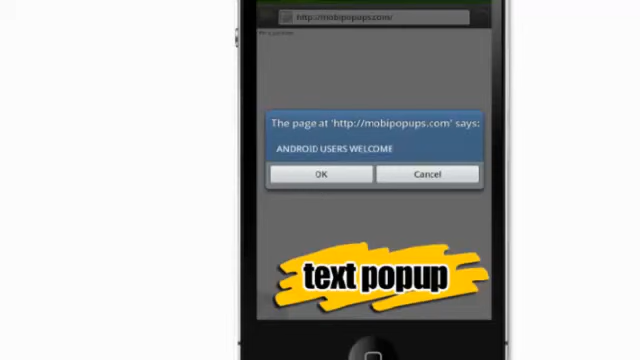 http://mobipopups.com/
The page at 'http://mobipopups.com' says:
ANDROID USERS WELCOME
OK Cancel
text popup